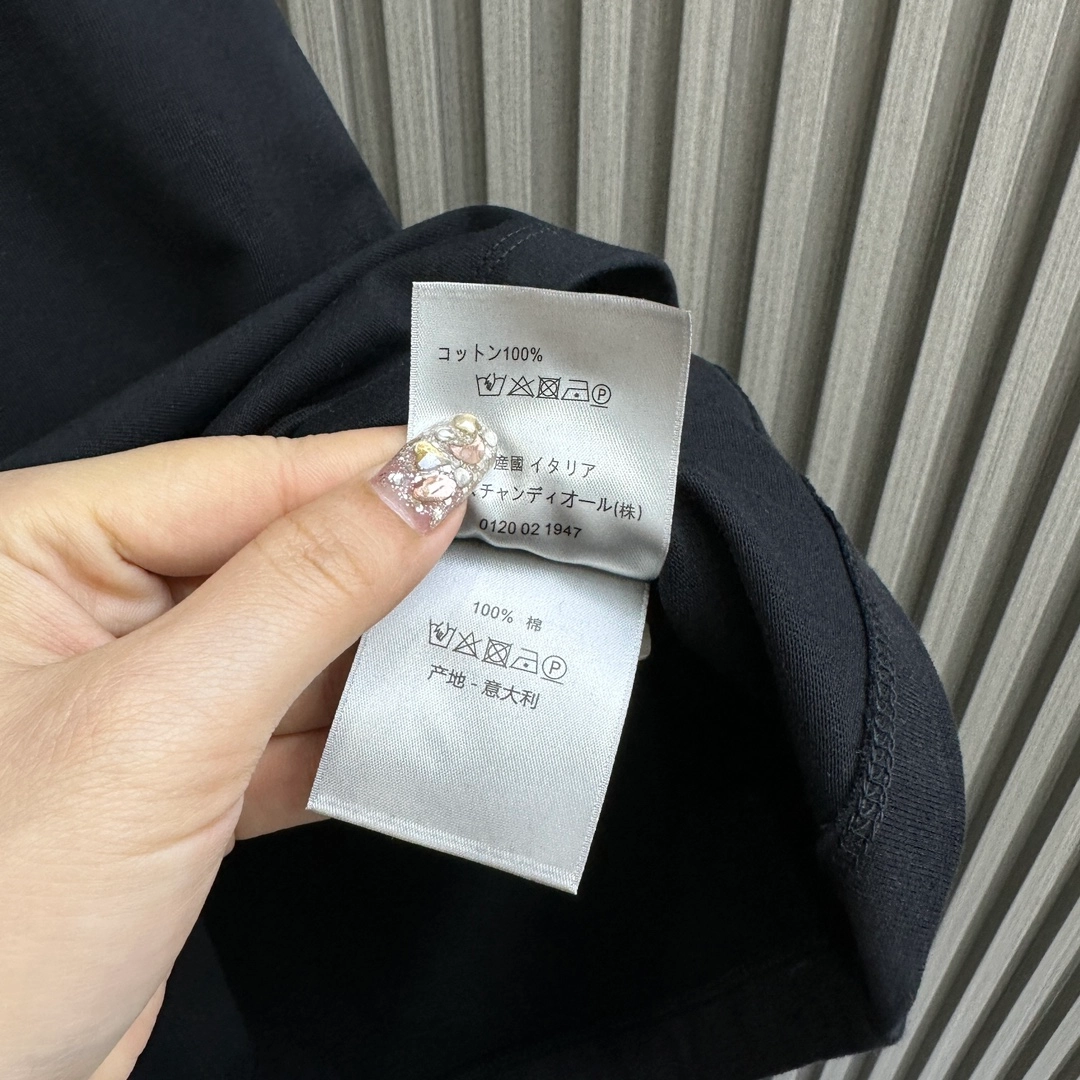 コットン100%
P
産國 イタリア
チャンディオール(株)
0120 02 1947
100% 棉
P
产地 - 意大利